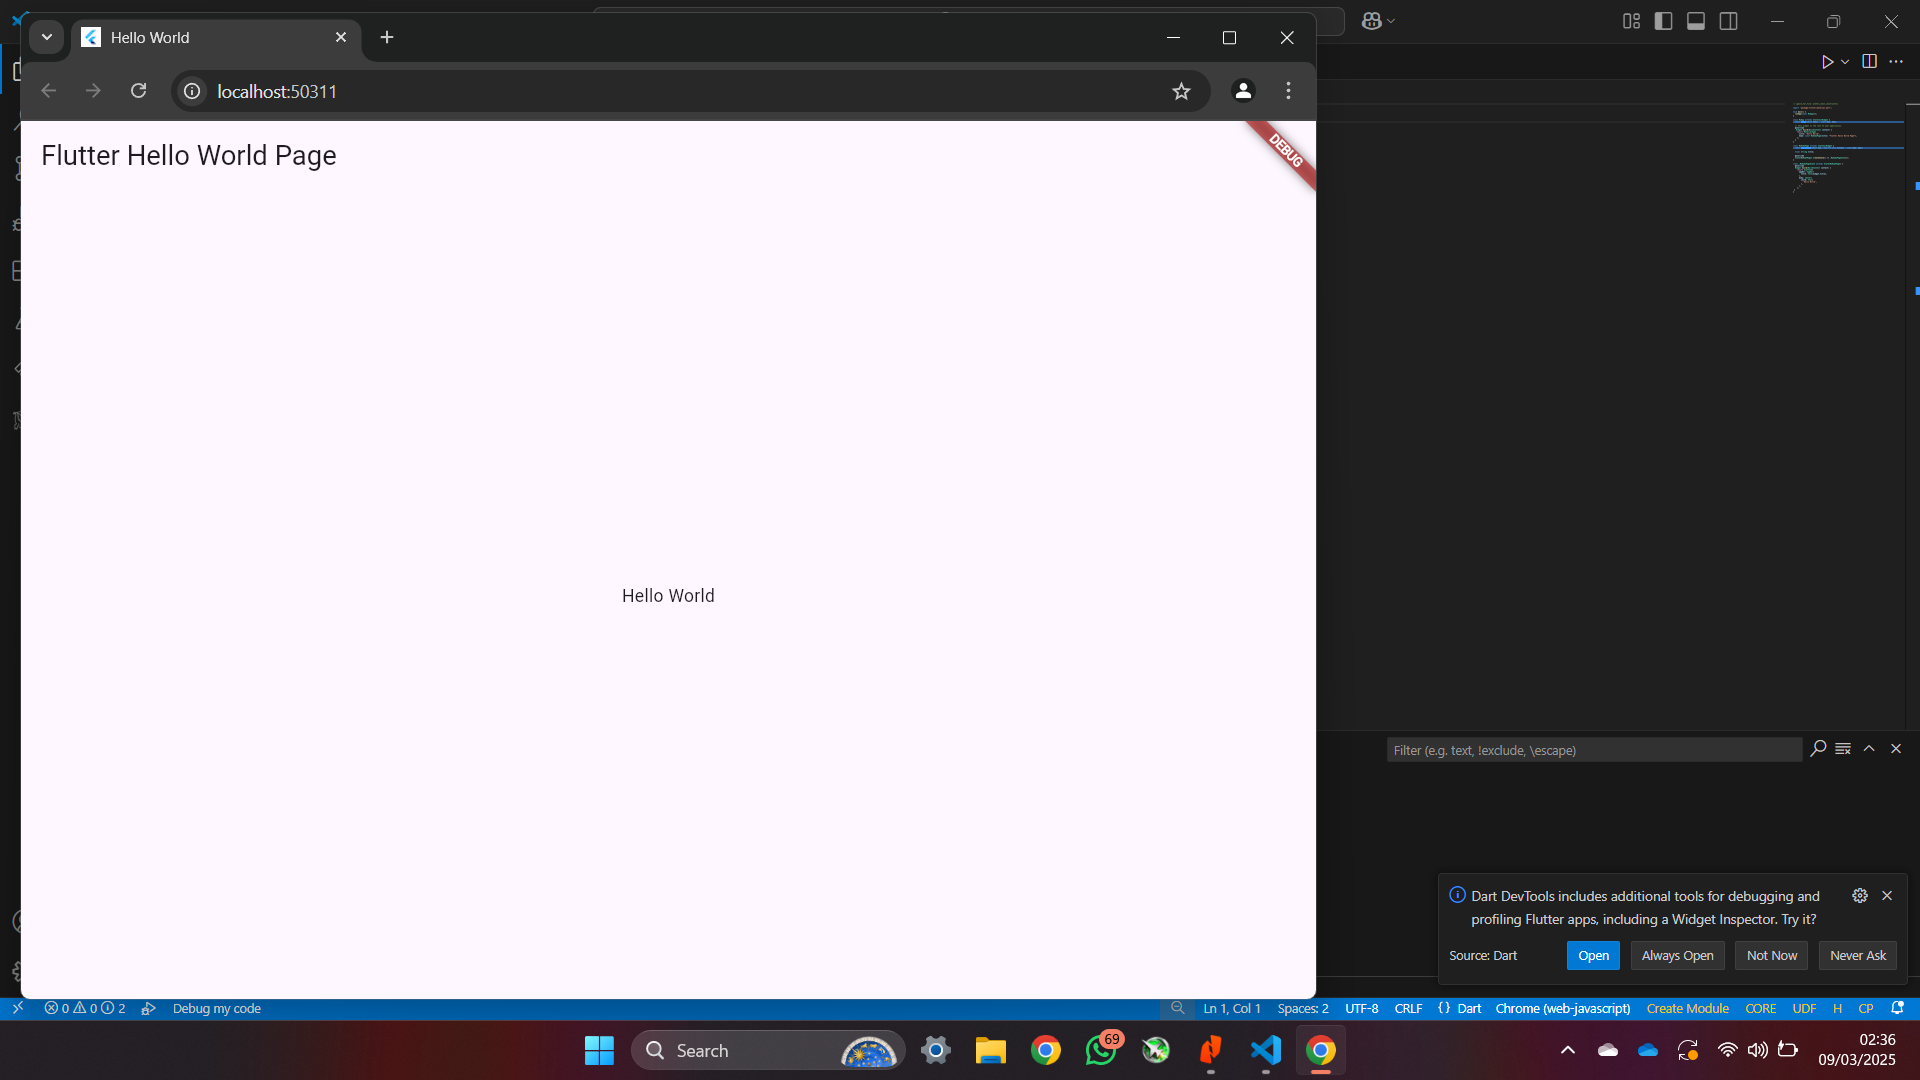 Hello World
localhost:50311
Flutter Hello World Page
DEBUG
Hello World
Filter (e.g. text, !exclude, \escape)
Dart DevTools includes additional tools for debugging and
profiling Flutter apps, including a Widget Inspector. Try it?
Source: Dart
Open
Always Open
Not Now
Never Ask
0 0 2
Debug my code
Ln 1, Col 1
Spaces: 2
UTF-8
CRLF
{ } Dart
Chrome (web-javascript)
Create Module
CORE
UDF
H
CP
Search
69
02:36
09/03/2025